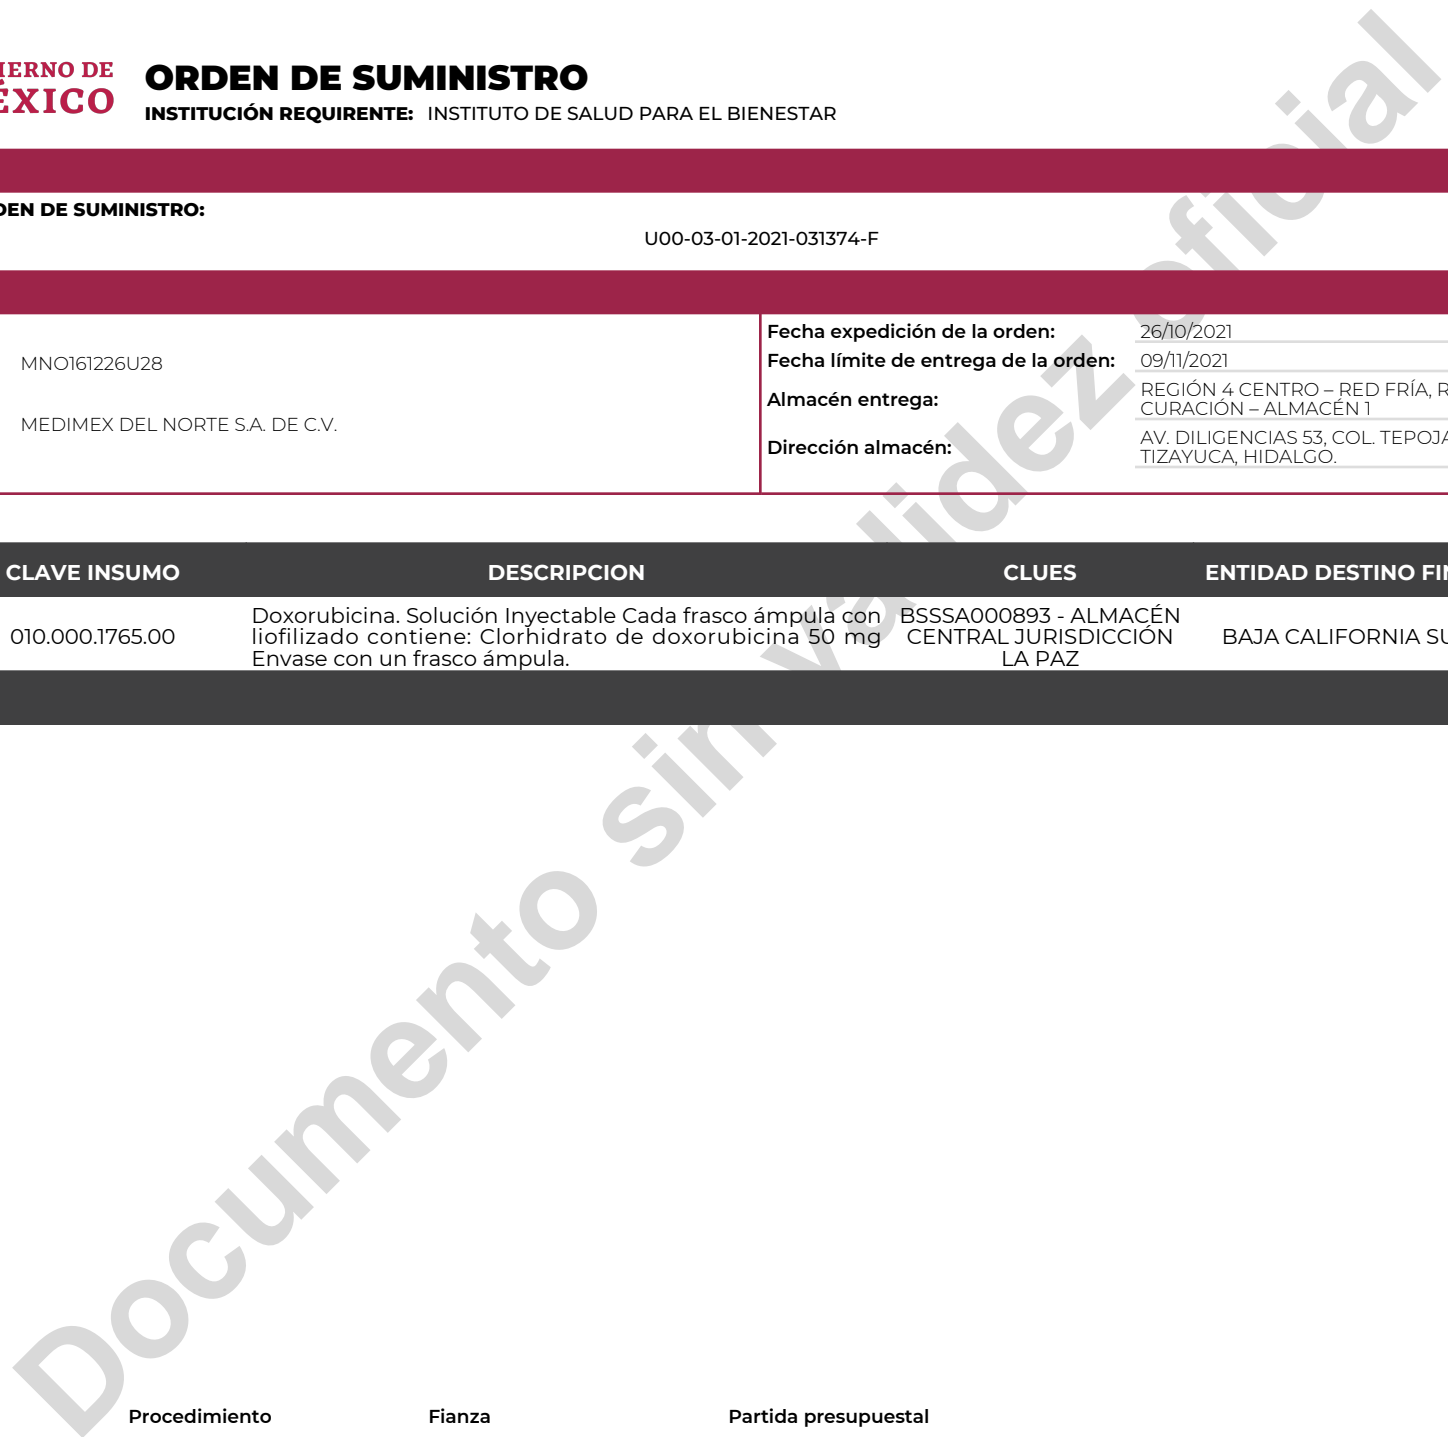 IERNO DE
ÉXICO
ORDEN DE SUMINISTRO
INSTITUCIÓN REQUIRENTE: INSTITUTO DE SALUD PARA EL BIENESTAR
DEN DE SUMINISTRO:
U00-03-01-2021-031374-F
MNO161226U28
MEDIMEX DEL NORTE S.A. DE C.V.
Fecha expedición de la orden: 26/10/2021
Fecha límite de entrega de la orden: 09/11/2021
Almacén entrega: REGIÓN 4 CENTRO – RED FRÍA, R
CURACIÓN – ALMACÉN 1
Dirección almacén: AV. DILIGENCIAS 53, COL. TEPOJA
TIZAYUCA, HIDALGO.
CLAVE INSUMO DESCRIPCION CLUES ENTIDAD DESTINO FIN
010.000.1765.00
Doxorubicina. Solución Inyectable Cada frasco ámpula con
liofilizado contiene: Clorhidrato de doxorubicina 50 mg
Envase con un frasco ámpula.
BSSSA000893 - ALMACÉN
CENTRAL JURISDICCIÓN
LA PAZ
BAJA CALIFORNIA SU
Documento sin validez oficial
Procedimiento Fianza Partida presupuestal